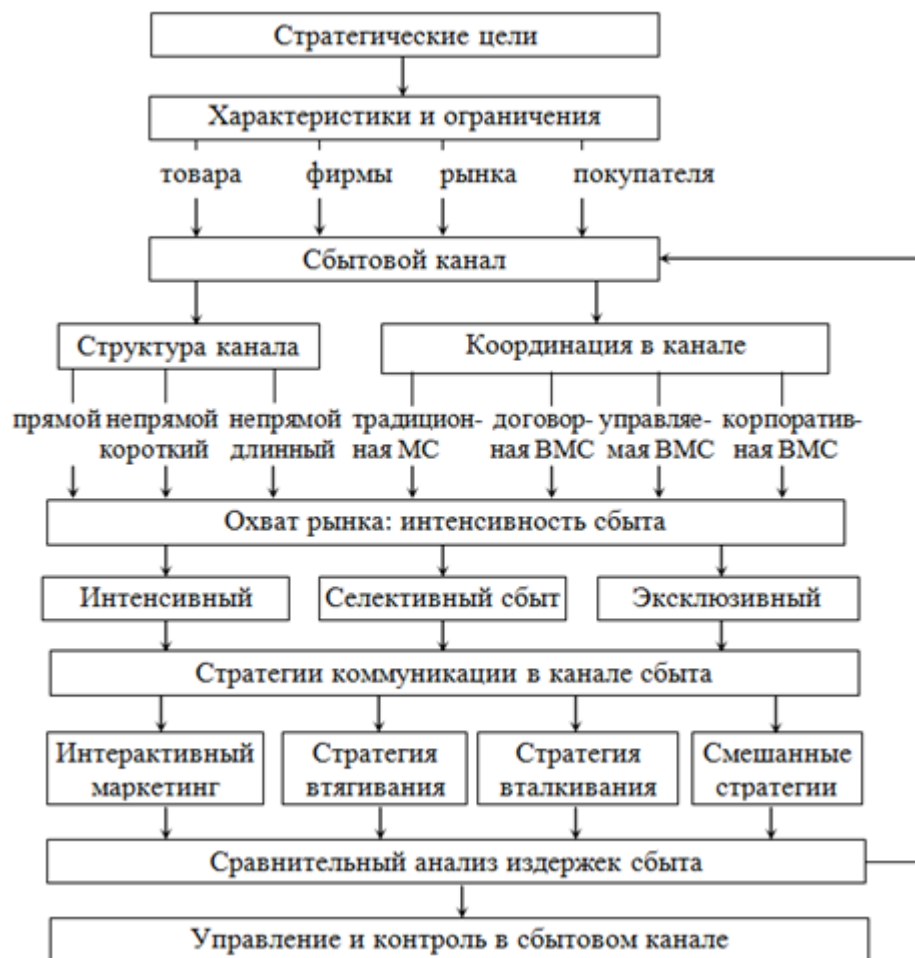 Стратегические цели
Характеристики и ограничения
товара фирмы рынка покупателя
Сбытовой канал
Структура канала Координация в канале
прямой непрямой непрямой традицион- договор- управляе- корпоратив-
короткий длинный ная МС ная ВМС мая ВМС ная ВМС
Охват рынка: интенсивность сбыта
Интенсивный Селективный сбыт Эксклюзивный
Стратегии коммуникации в канале сбыта
Интерактивный Стратегия Стратегия Смешанные
маркетинг втягивания вталкивания стратегии
Сравнительный анализ издержек сбыта
Управление и контроль в сбытовом канале